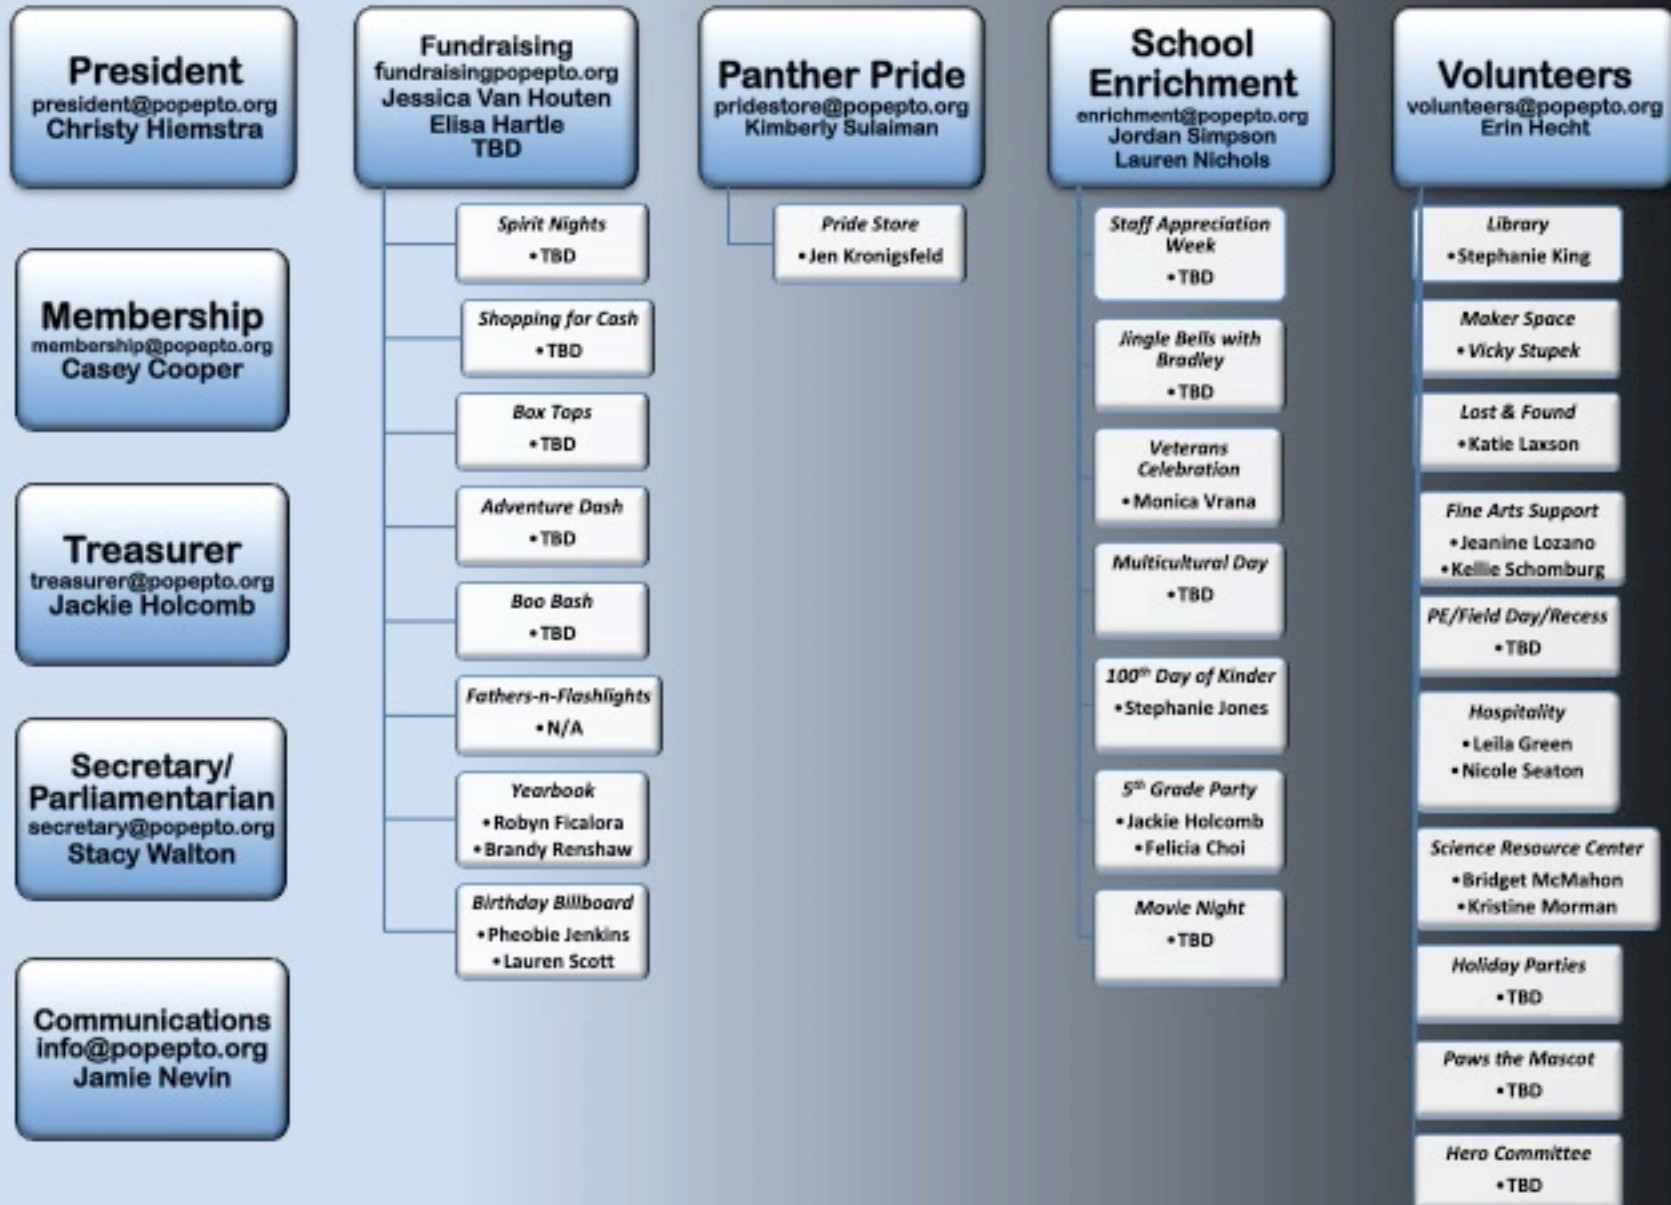 President
president@popepto.org
Christy Hiemstra
Membership
membership@popepto.org
Casey Cooper
Treasurer
treasurer@popepto.org
Jackie Holcomb
Secretary/
Parliamentarian
secretary@popepto.org
Stacy Walton
Communications
info@popepto.org
Jamie Nevin
Fundraising
fundraisingpopepto.org
Jessica Van Houten
Elisa Hartle
TBD
Spirit Nights
•TBD
Shopping for Cash
•TBD
Box Tops
•TBD
Adventure Dash
•TBD
Boo Bash
•TBD
Fathers-n-Flashlights
•N/A
Yearbook
•Robyn Ficalora
•Brandy Renshaw
Birthday Billboard
•Pheobie Jenkins
•Lauren Scott
Panther Pride
pridestore@popepto.org
Kimberly Sulaiman
Pride Store
•Jen Kronigsfeld
School
Enrichment
enrichment@popepto.org
Jordan Simpson
Lauren Nichols
Staff Appreciation
Week
•TBD
Jingle Bells with
Bradley
•TBD
Veterans
Celebration
•Monica Vrana
Multicultural Day
•TBD
100th Day of Kinder
•Stephanie Jones
5th Grade Party
•Jackie Holcomb
•Felicia Choi
Movie Night
•TBD
Volunteers
volunteers@popepto.org
Erin Hecht
Library
•Stephanie King
Maker Space
•Vicky Stupek
Lost & Found
•Katie Laxson
Fine Arts Support
•Jeanine Lozano
•Kellie Schomburg
PE/Field Day/Recess
•TBD
Hospitality
•Leila Green
•Nicole Seaton
Science Resource Center
•Bridget McMahon
•Kristine Morman
Holiday Parties
•TBD
Paws the Mascot
•TBD
Hero Committee
•TBD